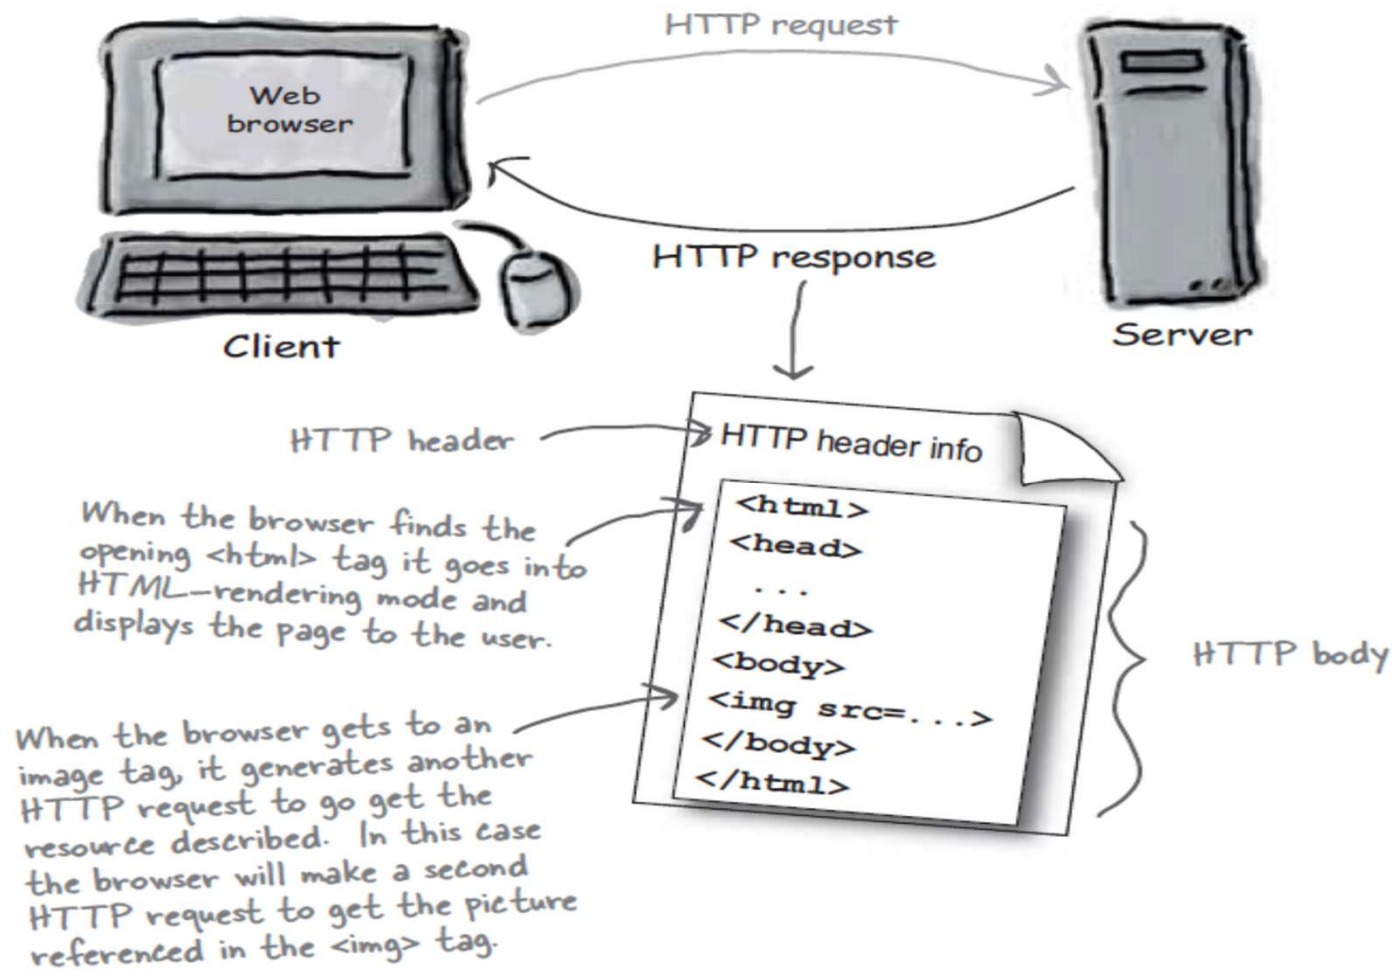 HTTP request
Web
browser
HTTP response
Client
Server
HTTP header
HTTP header info
When the browser finds the
opening <html> tag it goes into
HTML-rendering mode and
displays the page to the user.
<html>
<head>
...
</head>
<body>
<img src=...>
</body>
</html>
HTTP body
When the browser gets to an
image tag, it generates another
HTTP request to go get the
resource described. In this case
the browser will make a second
HTTP request to get the picture
referenced in the <img> tag.